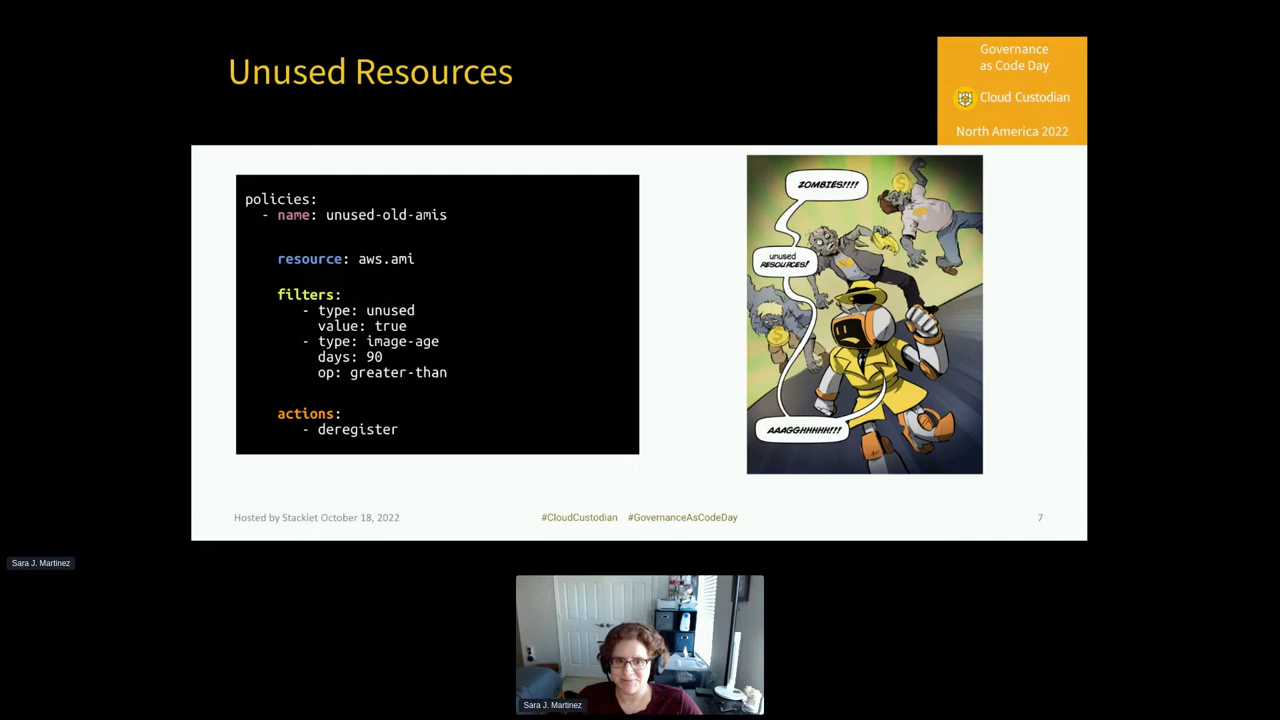 Unused Resources
Governance
as Code Day
Cloud Custodian
North America 2022
policies:
- name: unused-old-amis
resource: aws.ami
filters:
- type: unused
value: true
- type: image-age
days: 90
op: greater-than
actions:
- deregister
ZOMBIES!!!!
unused
RESOURCES!
AAAGGHHHHH!!!
Hosted by Stacklet October 18, 2022
#CloudCustodian #GovernanceAsCodeDay
7
Sara J. Martinez
Sara J. Martinez